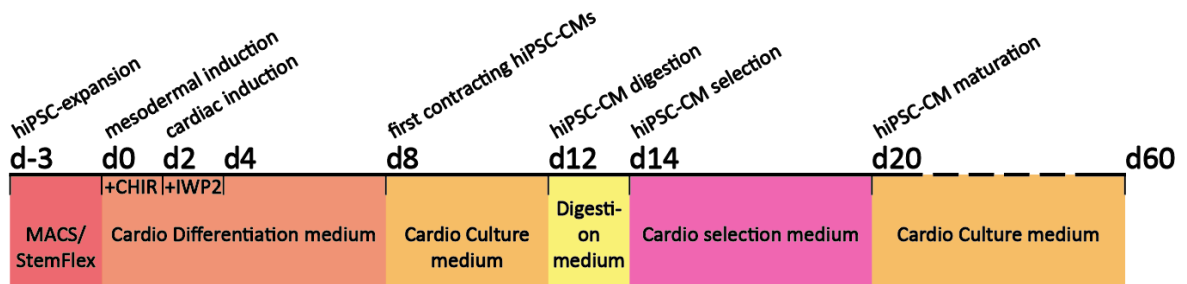 hiPSC-expansion
mesodermal induction
cardiac induction
first contracting hiPSC-CMs
hiPSC-CM digestion
hiPSC-CM selection
hiPSC-CM maturation
d-3 d0 d2 d4 d8 d12 d14 d20 d60
+CHIR +IWP2
MACS/
StemFlex
Cardio Differentiation medium
Cardio Culture
medium
Digesti-
on
medium
Cardio selection medium
Cardio Culture medium